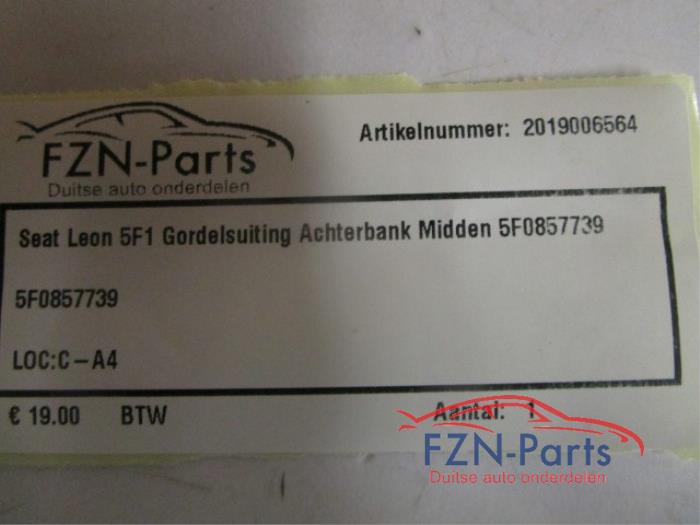 FZN-Parts
Duitse auto onderdelen
Artikelnummer: 2019006564
Seat Leon 5F1 Gordelsuiting Achterbank Midden 5F0857739
5F0857739
LOC:C-A4
€ 19.00 BTW Aantal: 1
FZN-Parts
Duitse auto onderdelen